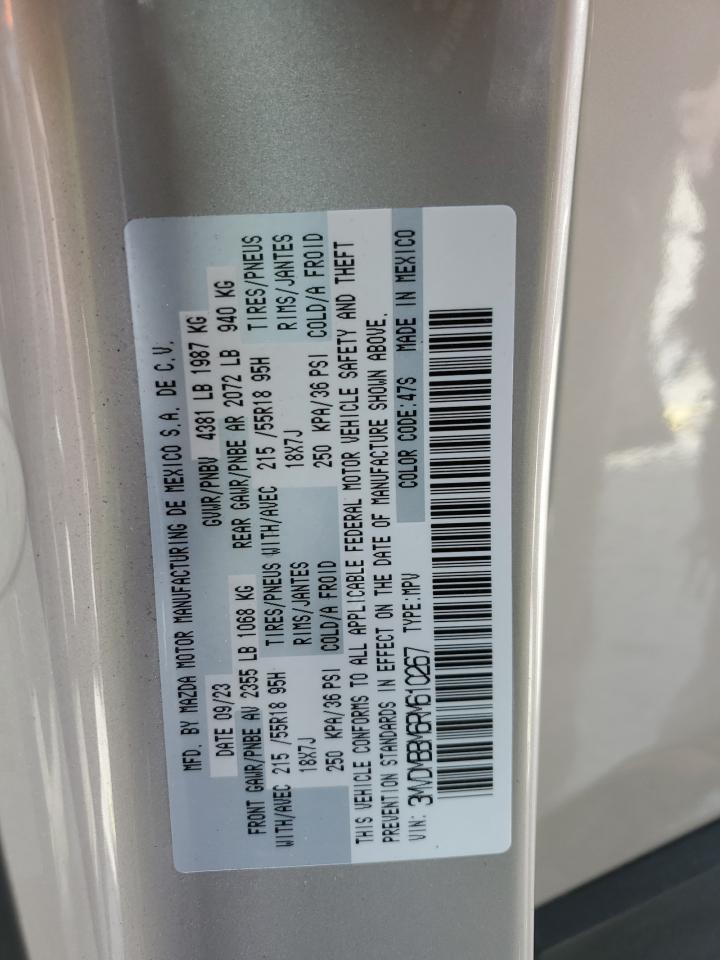 MFD. BY MAZDA MOTOR MANUFACTURING DE MEXICO S.A. DE C.V.
DATE 09/23 GVWR/PNBV 4381 LB 1987 KG
FRONT GAWR/PNBE AV 2355 LB 1068 KG REAR GAWR/PNBE AR 2072 LB 940 KG
WITH/AVEC 215 /55R18 95H TIRES/PNEUS WITH/AVEC 215 /55R18 95H TIRES/PNEUS
18X7J RIMS/JANTES 18X7J RIMS/JANTES
250 KPA/36 PSI COLD/A FROID 250 KPA/36 PSI COLD/A FROID
THIS VEHICLE CONFORMS TO ALL APPLICABLE FEDERAL MOTOR VEHICLE SAFETY AND THEFT
PREVENTION STANDARDS IN EFFECT ON THE DATE OF MANUFACTURE SHOWN ABOVE.
VIN: 3MVDMBBM6RM610267 TYPE:MPV COLOR CODE:47S MADE IN MEXICO